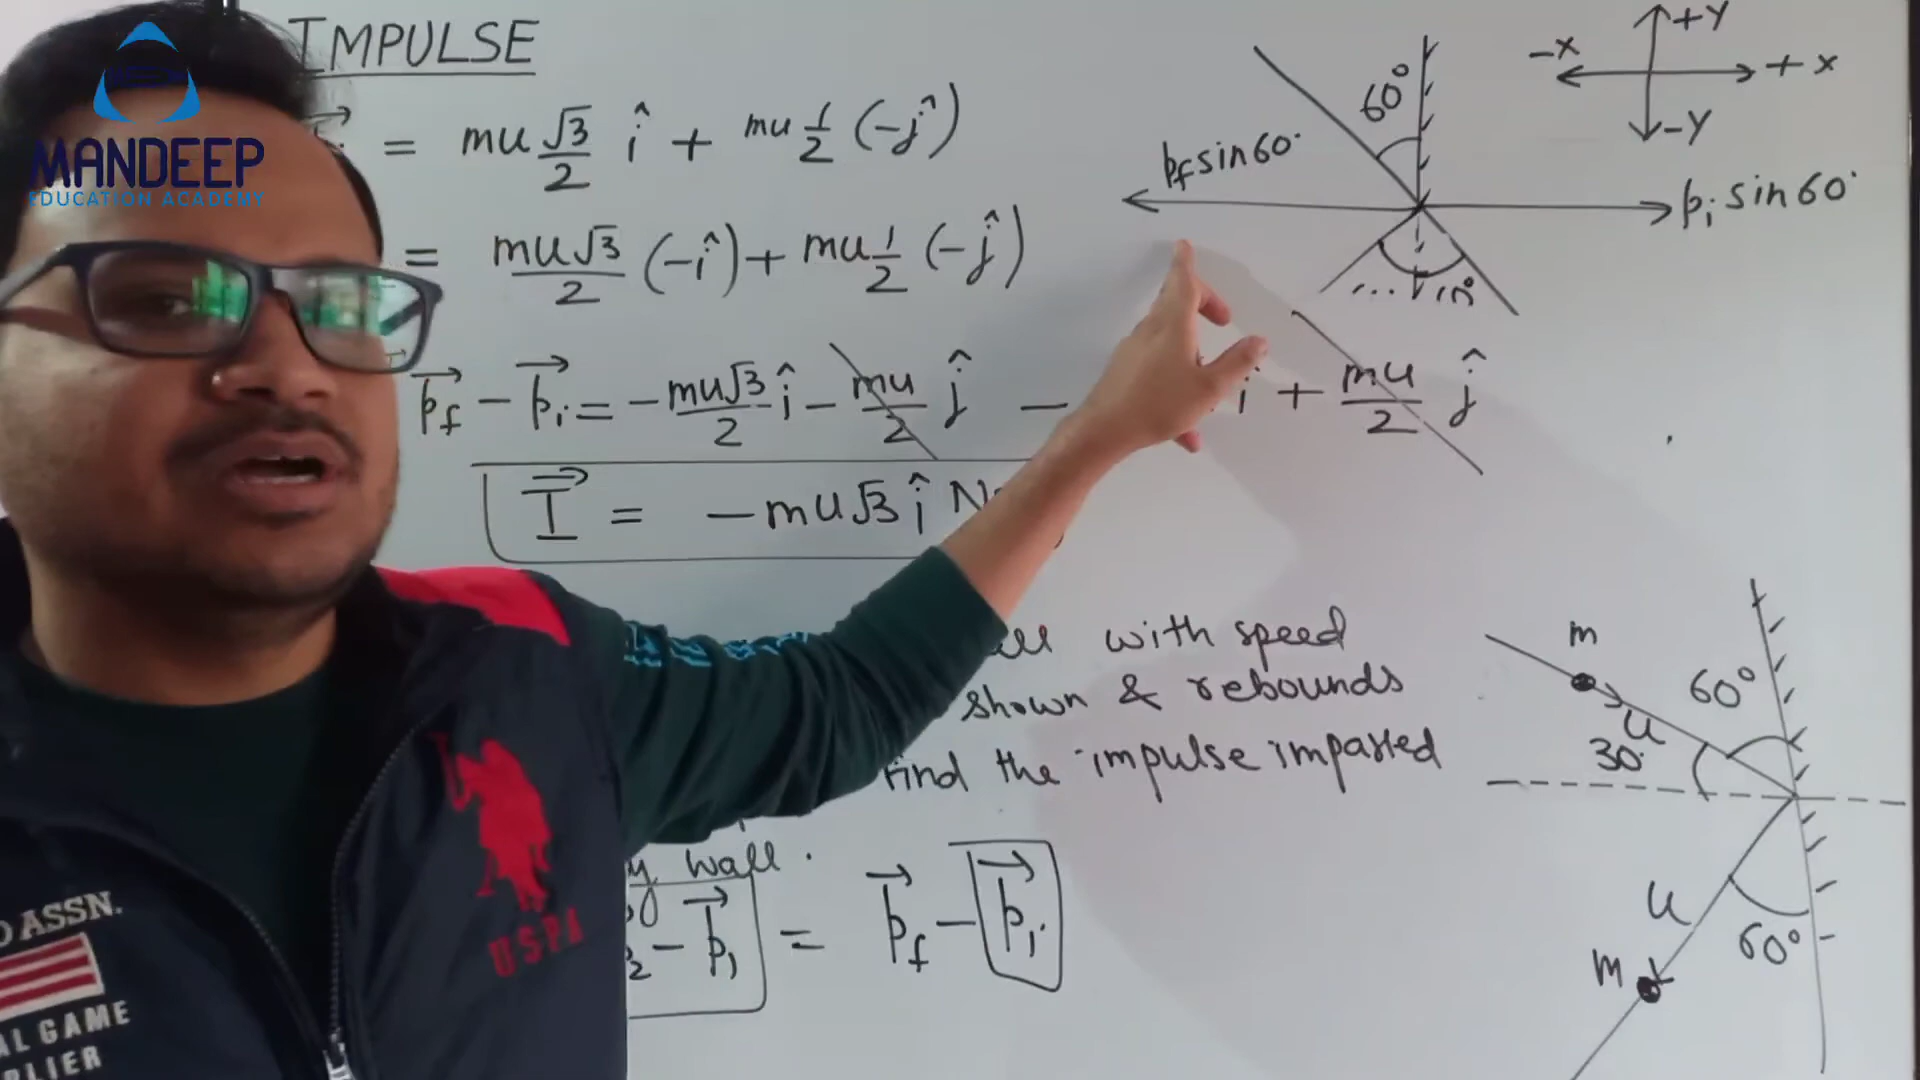 IMPULSE
= mu √3/2 î + mu 1/2 (-ĵ)
= mu√3/2 (-î) + mu 1/2 (-ĵ)
p⃗f - p⃗i = - mu√3/2 î - mu/2 ĵ - î + mu/2 ĵ
I⃗ = - mu√3 î N
with speed
shown & rebounds
Find the impulse imparted
by wall.
p⃗₁ = p⃗f - p⃗i
60°
pf sin60°
pi sin60°
+Y
-X
+X
-Y
m
60°
u
30°
u
60°
m
MANDEEP
EDUCATION ACADEMY
ASSN.
USPA